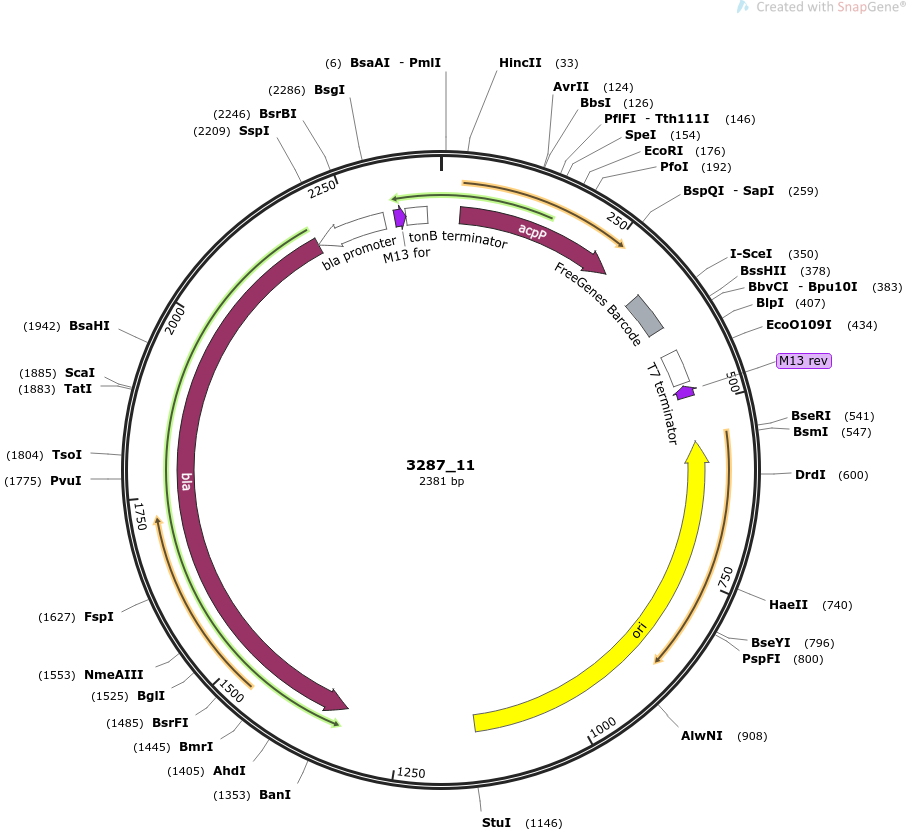 Created with SnapGene®
(6) BsaAI - PmlI
HincII (33)
(2286) BsgI
AvrII (124)
BbsI (126)
(2246) BsrBI
PflFI - Tth111I (146)
(2209) SspI
SpeI (154)
EcoRI (176)
PfoI (192)
BspQI - SapI (259)
2250
250
acpP
bla promoter
tonB terminator
M13 for
I-SceI (350)
BssHII (378)
BbvCI - Bpu10I (383)
BlpI (407)
FreeGenes Barcode
2000
(1942) BsaHI
EcoO109I (434)
M13 rev
(1885) ScaI
(1883) TatI
500
T7 terminator
BseRI (541)
BsmI (547)
(1804) TsoI
3287_11
2381 bp
DrdI (600)
(1775) PvuI
bla
1750
750
HaeII (740)
(1627) FspI
ori
BseYI (796)
PspFI (800)
(1553) NmeAIII
1500
(1525) BglI
(1485) BsrFI
1000
AlwNI (908)
(1445) BmrI
(1405) AhdI
1250
(1353) BanI
StuI (1146)